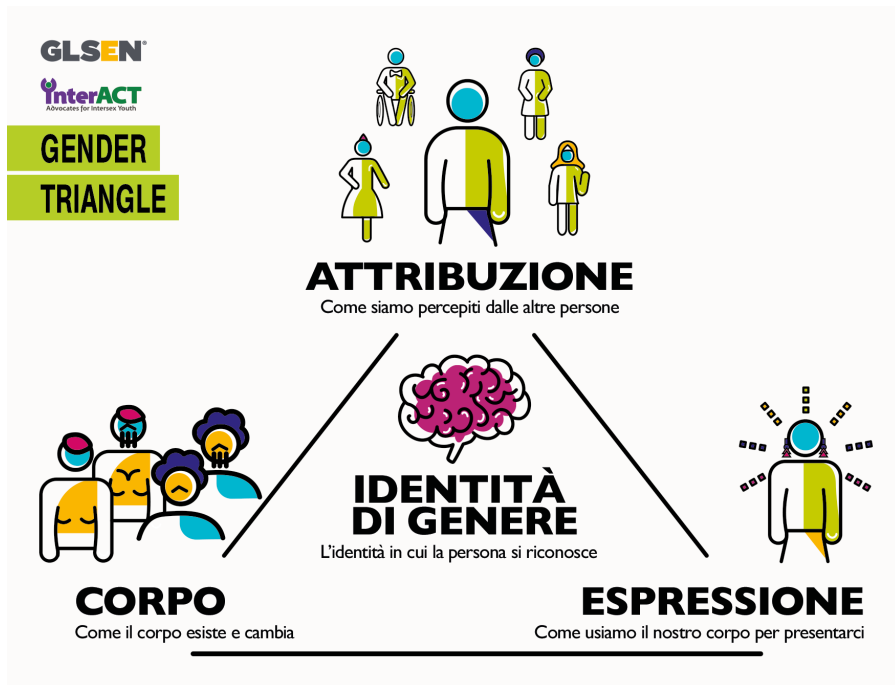 GLSEN®
interACT
Advocates for Intersex Youth
GENDER
TRIANGLE
ATTRIBUZIONE
Come siamo percepiti dalle altre persone
IDENTITÀ
DI GENERE
L'identità in cui la persona si riconosce
CORPO
Come il corpo esiste e cambia
ESPRESSIONE
Come usiamo il nostro corpo per presentarci